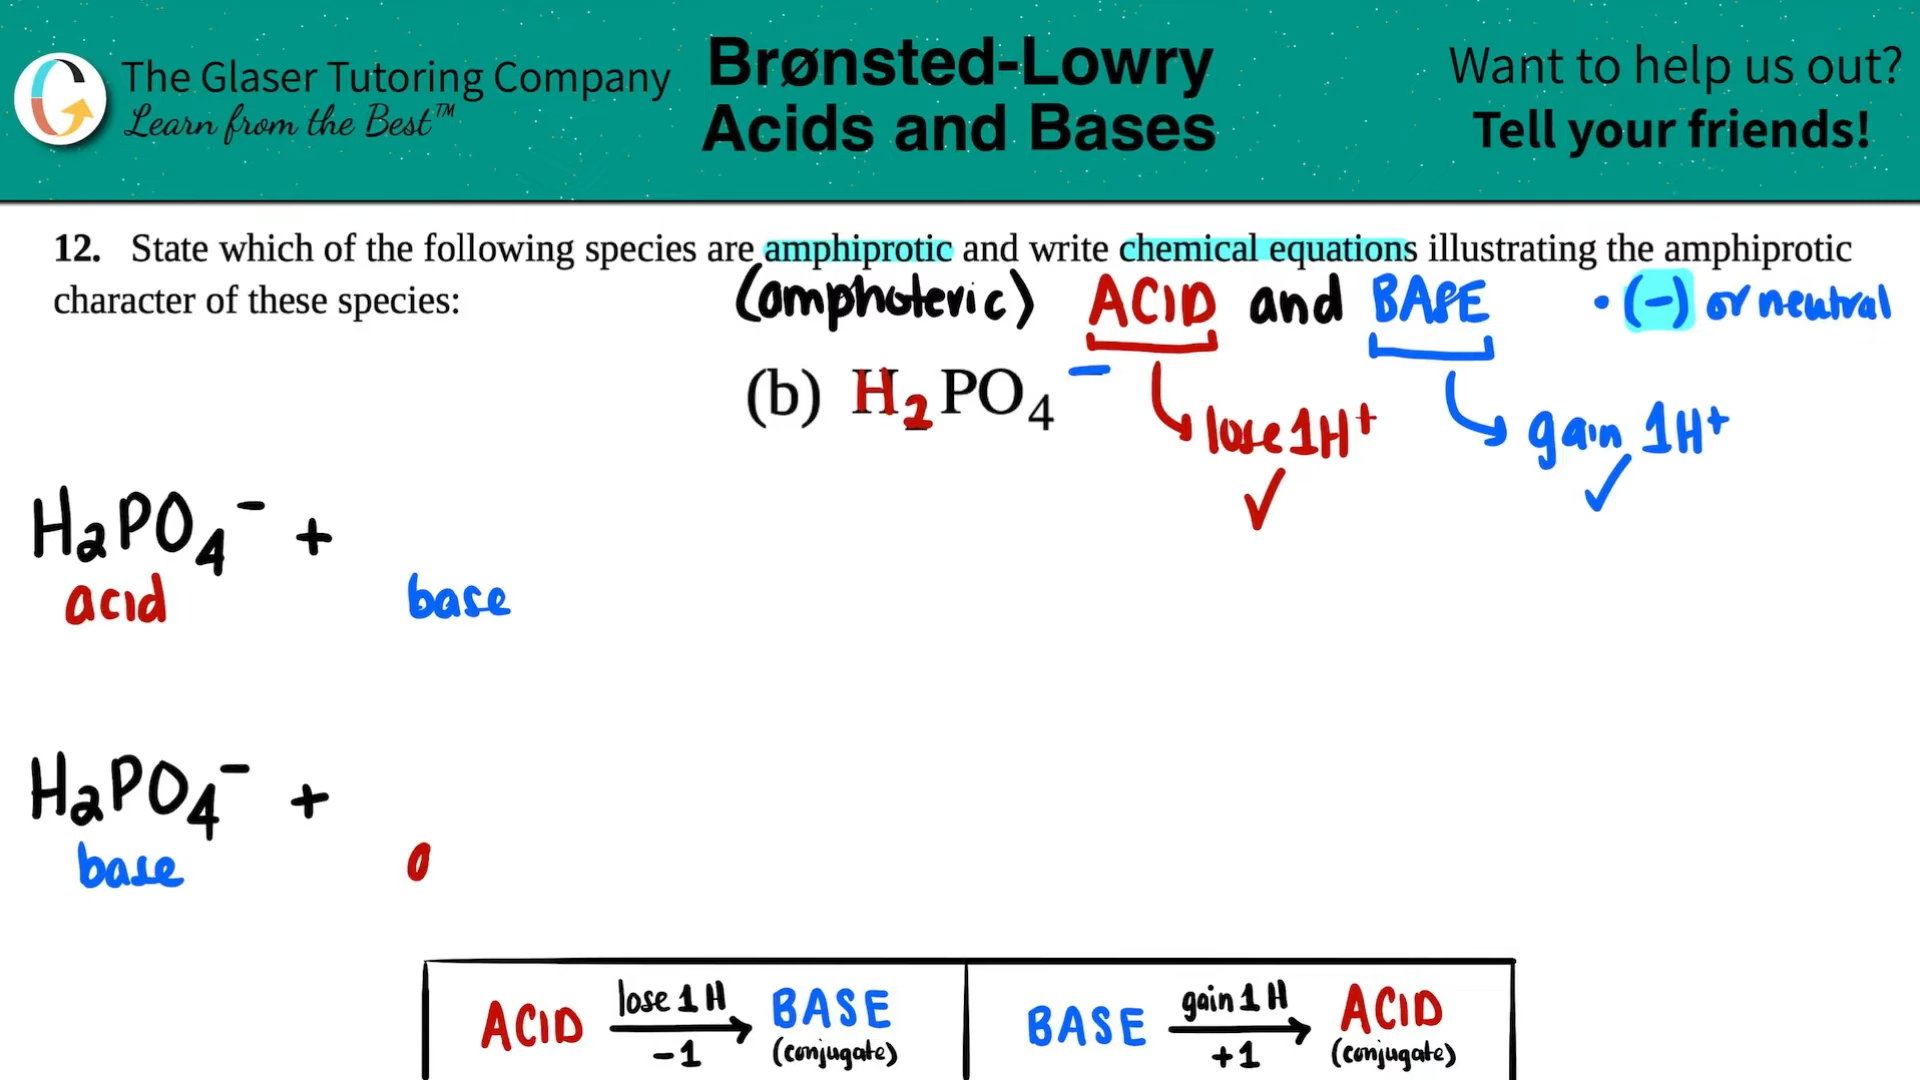 The Glaser Tutoring Company
Learn from the Best™
Brønsted-Lowry
Acids and Bases
Want to help us out?
Tell your friends!
12. State which of the following species are amphiprotic and write chemical equations illustrating the amphiprotic
character of these species:
(amphoteric) ACID and BASE • (−) or neutral
(b) H₂PO₄⁻
lose 1H⁺ gain 1H⁺
✓ ✓
H₂PO₄⁻ +
acid base
H₂PO₄⁻ +
base a
ACID lose 1 H −1 BASE (conjugate)
BASE gain 1 H +1 ACID (conjugate)